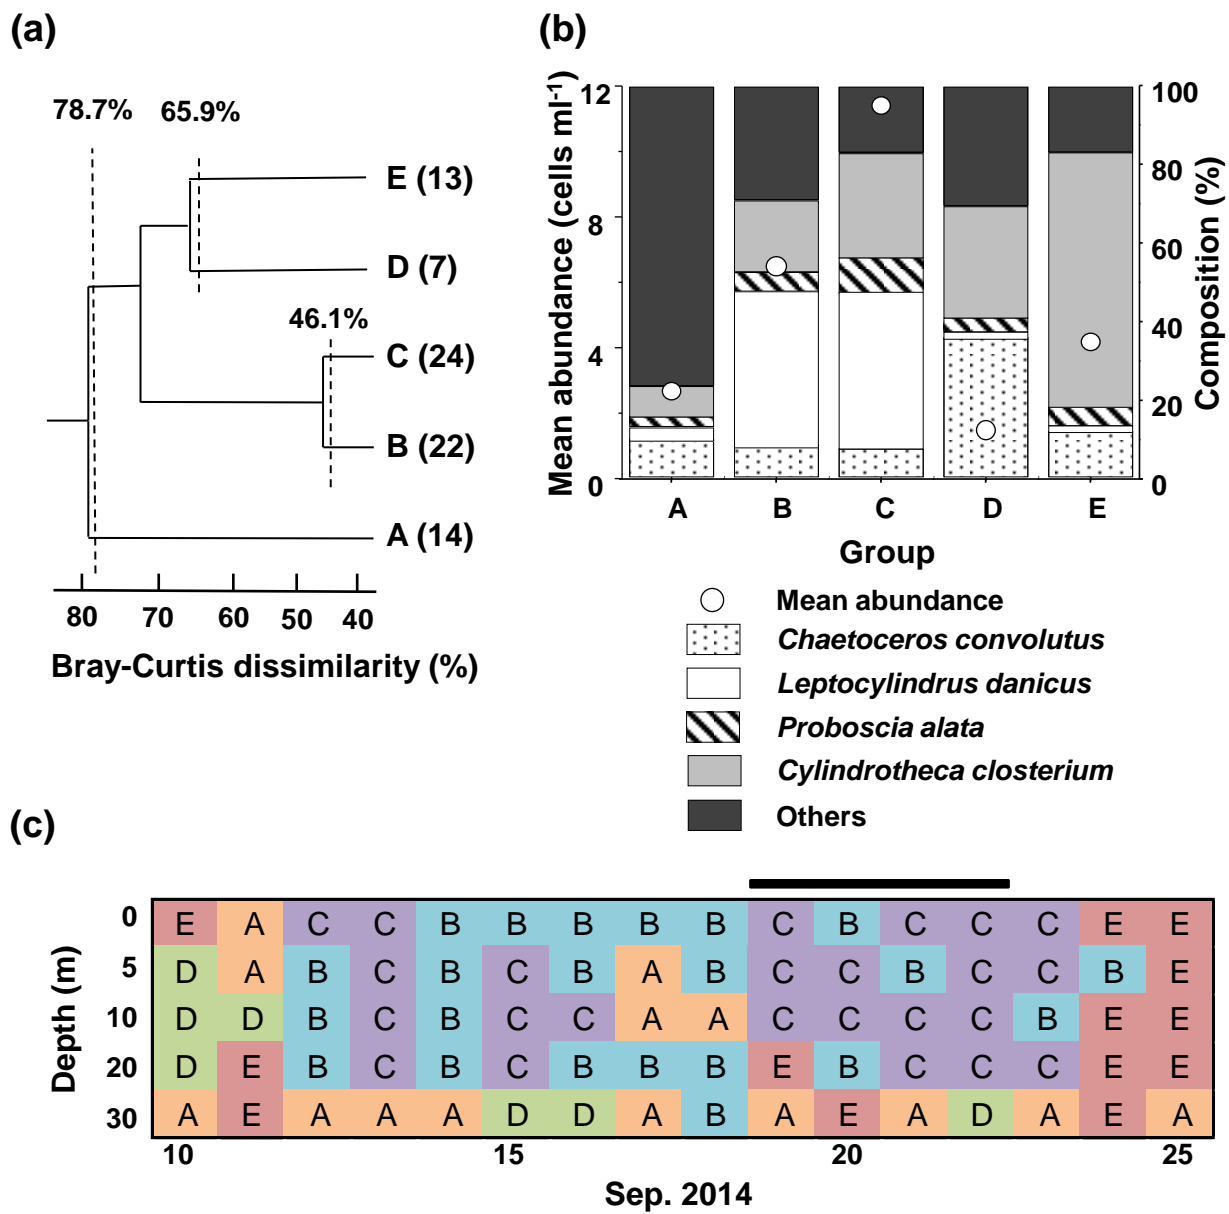 (a)
78.7% 65.9%
E (13)
D (7)
46.1%
C (24)
B (22)
A (14)
80 70 60 50 40
Bray-Curtis dissimilarity (%)
(b)
Mean abundance (cells ml-1)
12
8
4
0
100
80
60
40
20
0
Composition (%)
A B C D E
Group
Mean abundance
Chaetoceros convolutus
Leptocylindrus danicus
Proboscia alata
Cylindrotheca closterium
Others
(c)
Depth (m)
0 E A C C B B B B B C B C C C E E
5 D A B C B C B A B C C B C C B E
10 D D B C B C C A A C C C C B E E
20 D E B C B C B B B E B C C C E E
30 A E A A A D D A B A E A D A E A
10 15 20 25
Sep. 2014